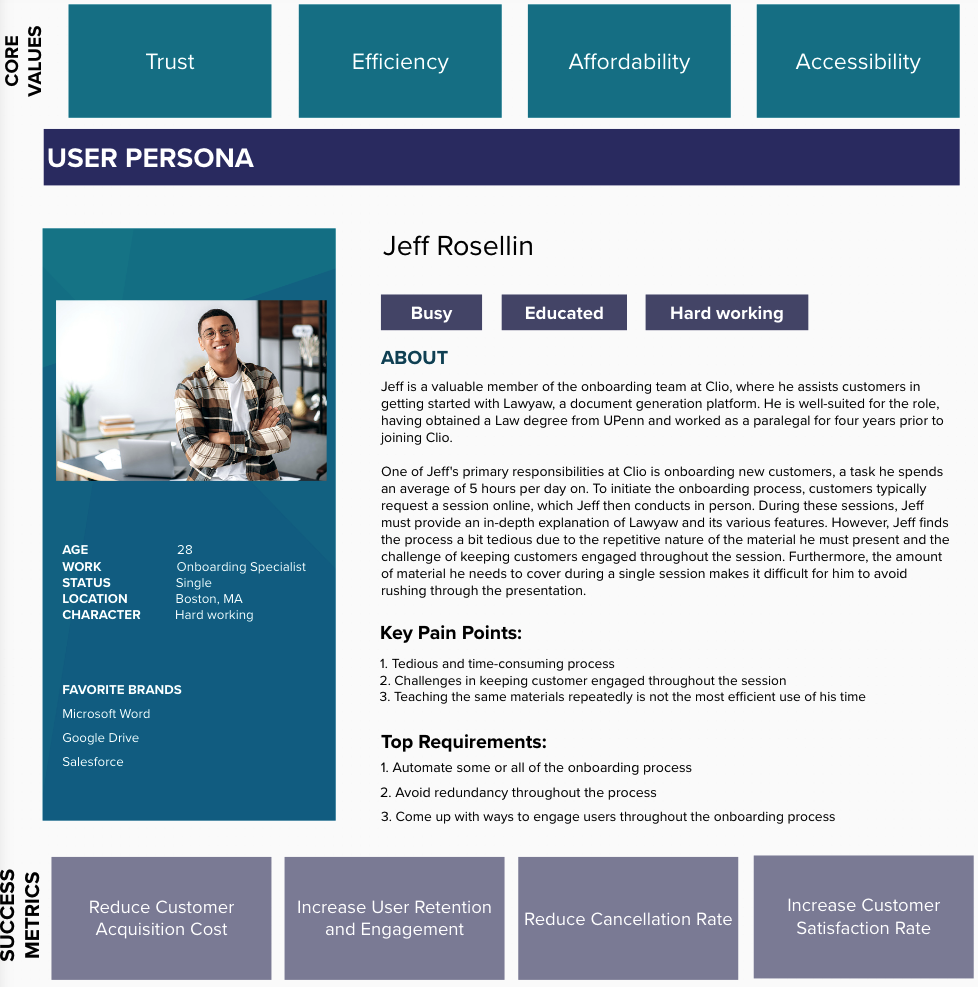 CORE
VALUES
Trust
Efficiency
Affordability
Accessibility
USER PERSONA
Jeff Rosellin
Busy
Educated
Hard working
ABOUT
Jeff is a valuable member of the onboarding team at Clio, where he assists customers in
getting started with Lawyaw, a document generation platform. He is well-suited for the role,
having obtained a Law degree from UPenn and worked as a paralegal for four years prior to
joining Clio.
One of Jeff's primary responsibilities at Clio is onboarding new customers, a task he spends
an average of 5 hours per day on. To initiate the onboarding process, customers typically
request a session online, which Jeff then conducts in person. During these sessions, Jeff
must provide an in-depth explanation of Lawyaw and its various features. However, Jeff finds
the process a bit tedious due to the repetitive nature of the material he must present and the
challenge of keeping customers engaged throughout the session. Furthermore, the amount
of material he needs to cover during a single session makes it difficult for him to avoid
rushing through the presentation.
AGE 28
WORK Onboarding Specialist
STATUS Single
LOCATION Boston, MA
CHARACTER Hard working
FAVORITE BRANDS
Microsoft Word
Google Drive
Salesforce
Key Pain Points:
1. Tedious and time-consuming process
2. Challenges in keeping customer engaged throughout the session
3. Teaching the same materials repeatedly is not the most efficient use of his time
Top Requirements:
1. Automate some or all of the onboarding process
2. Avoid redundancy throughout the process
3. Come up with ways to engage users throughout the onboarding process
SUCCESS
METRICS
Reduce Customer
Acquisition Cost
Increase User Retention
and Engagement
Reduce Cancellation Rate
Increase Customer
Satisfaction Rate